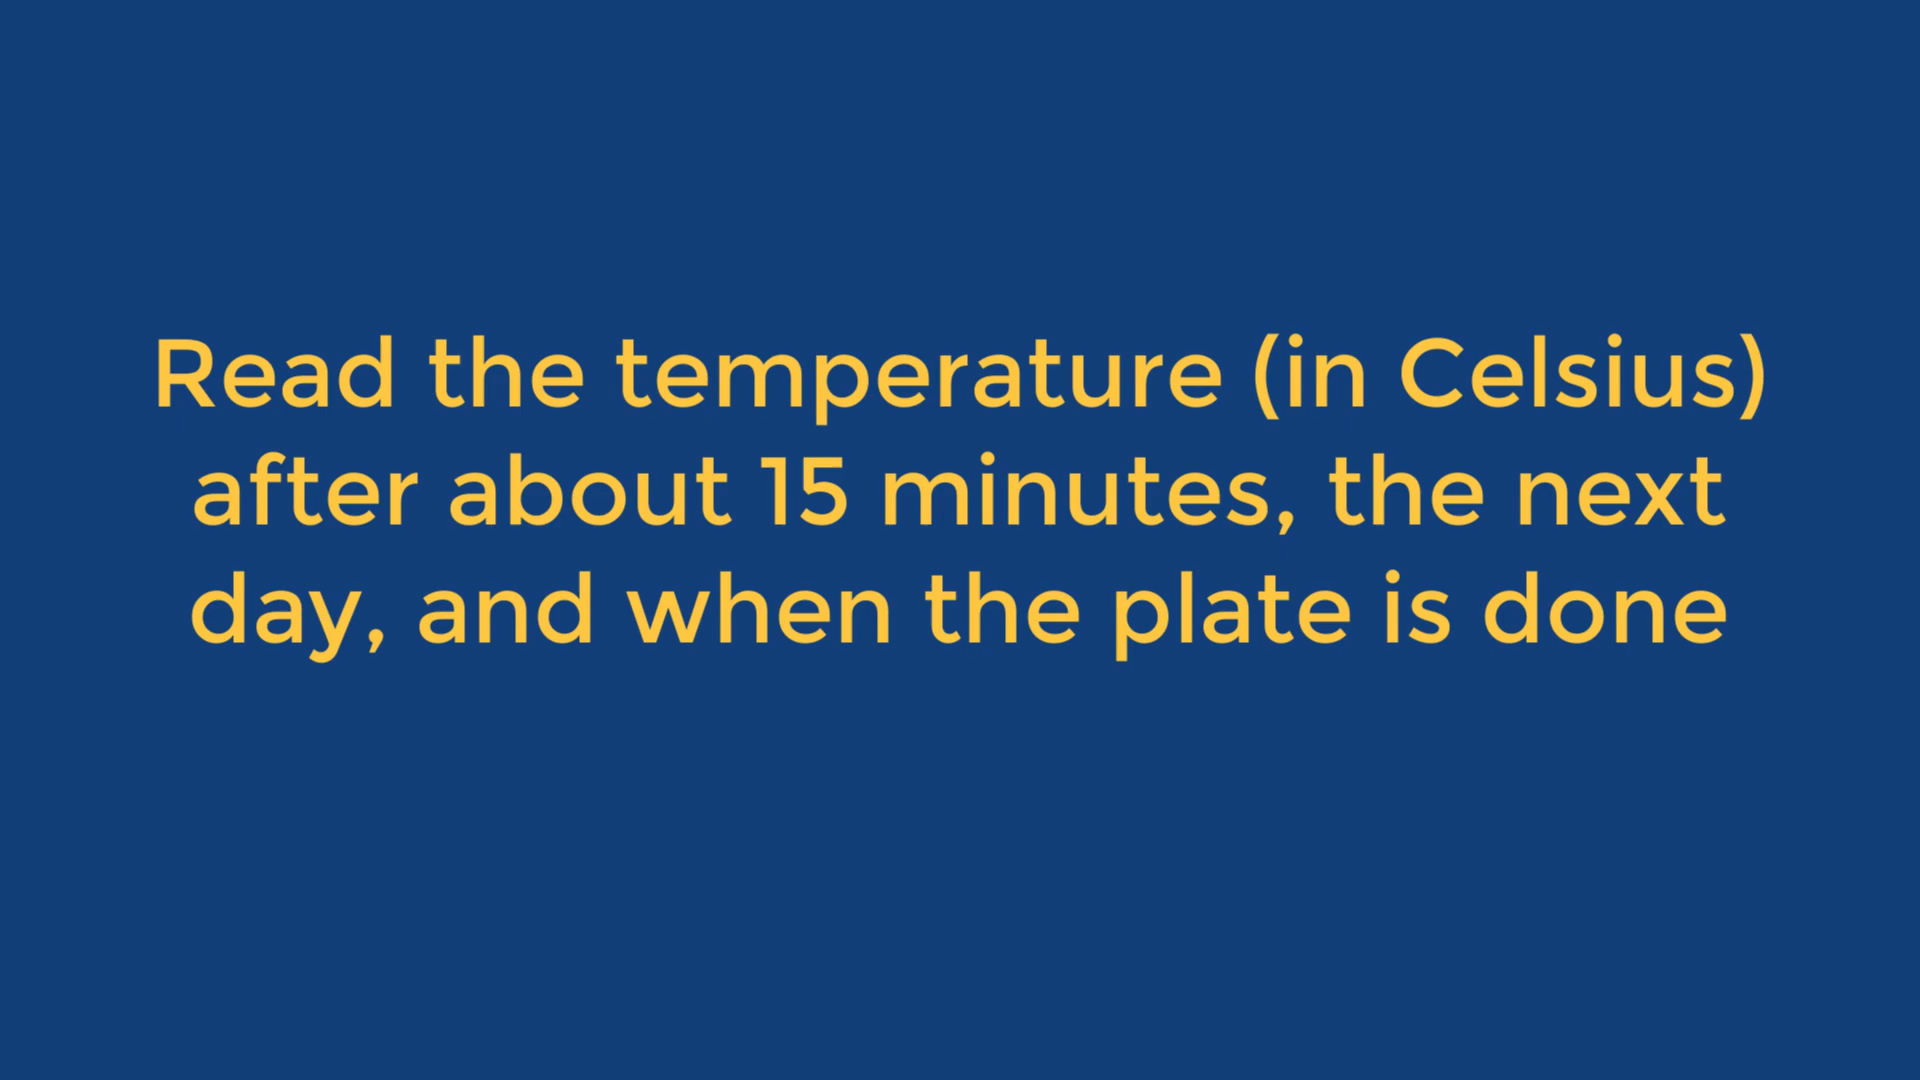 Read the temperature (in Celsius)
after about 15 minutes, the next
day, and when the plate is done